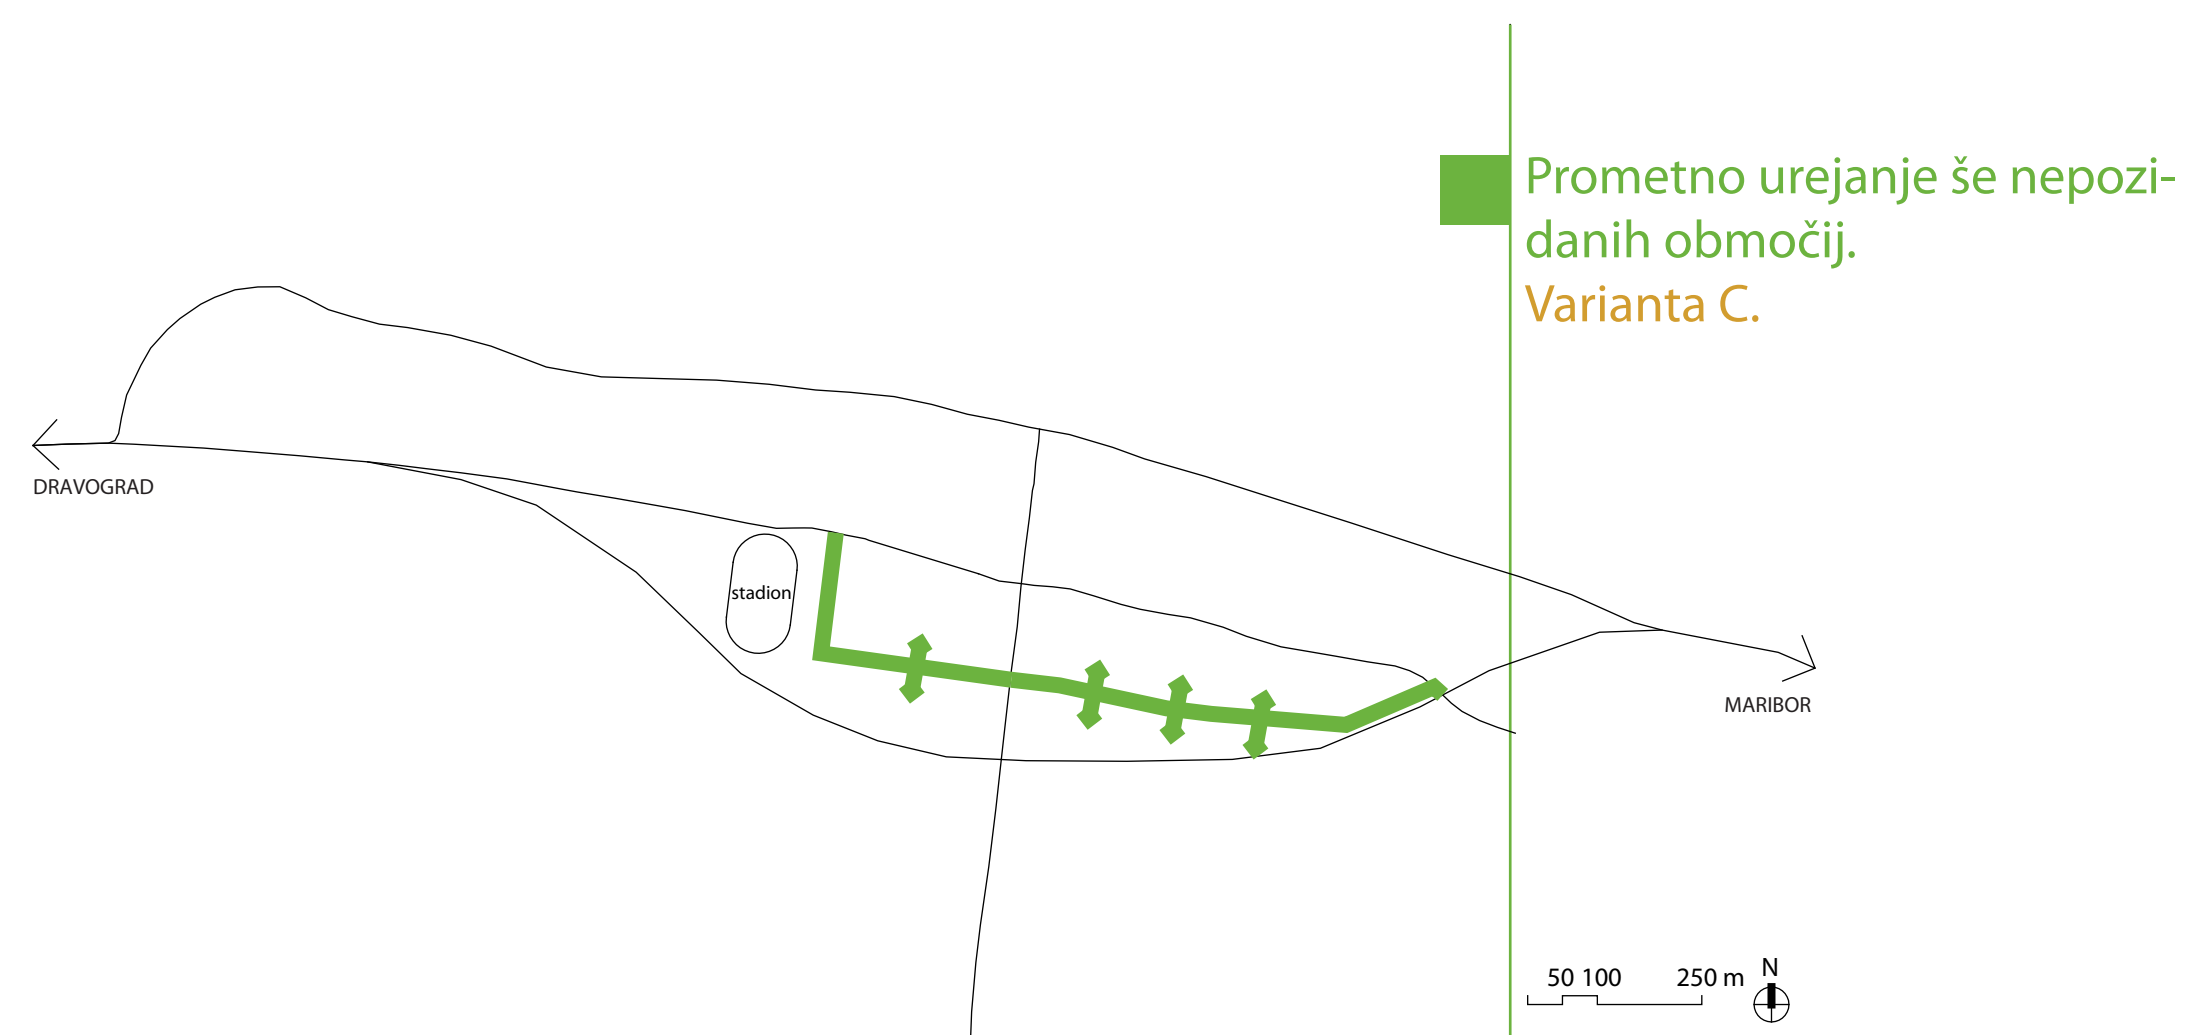 Prometno urejanje še nepozi-
danih območij.
Varianta C.
DRAVOGRAD
stadion
MARIBOR
50 100 250 m N